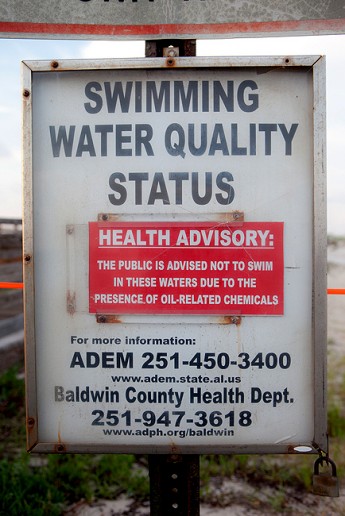 SWIMMING
WATER QUALITY
STATUS
HEALTH ADVISORY:
THE PUBLIC IS ADVISED NOT TO SWIM
IN THESE WATERS DUE TO THE
PRESENCE OF OIL-RELATED CHEMICALS
For more information:
ADEM 251-450-3400
www.adem.state.al.us
Baldwin County Health Dept.
251-947-3618
www.adph.org/baldwin